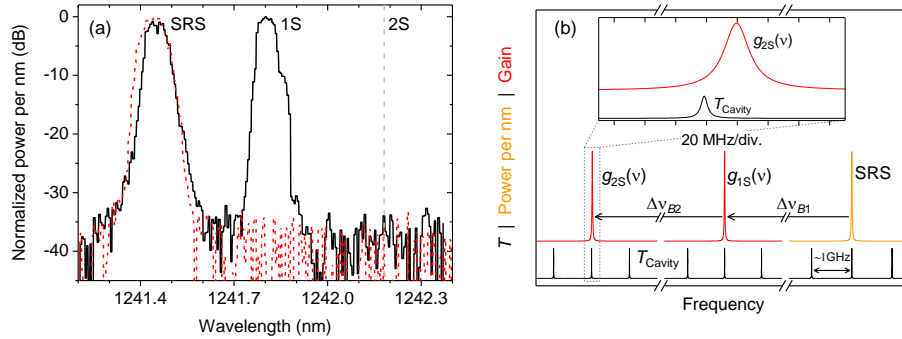 (a)
SRS
1S
2S
0
-10
-20
-30
-40
Normalized power per nm (dB)
1241.4
1241.7
1242.0
1242.3
Wavelength (nm)
(b)
g2S(ν)
TCavity
20 MHz/div.
T | Power per nm | Gain
g2S(ν)
g1S(ν)
SRS
ΔνB2
ΔνB1
TCavity
~1GHz
Frequency